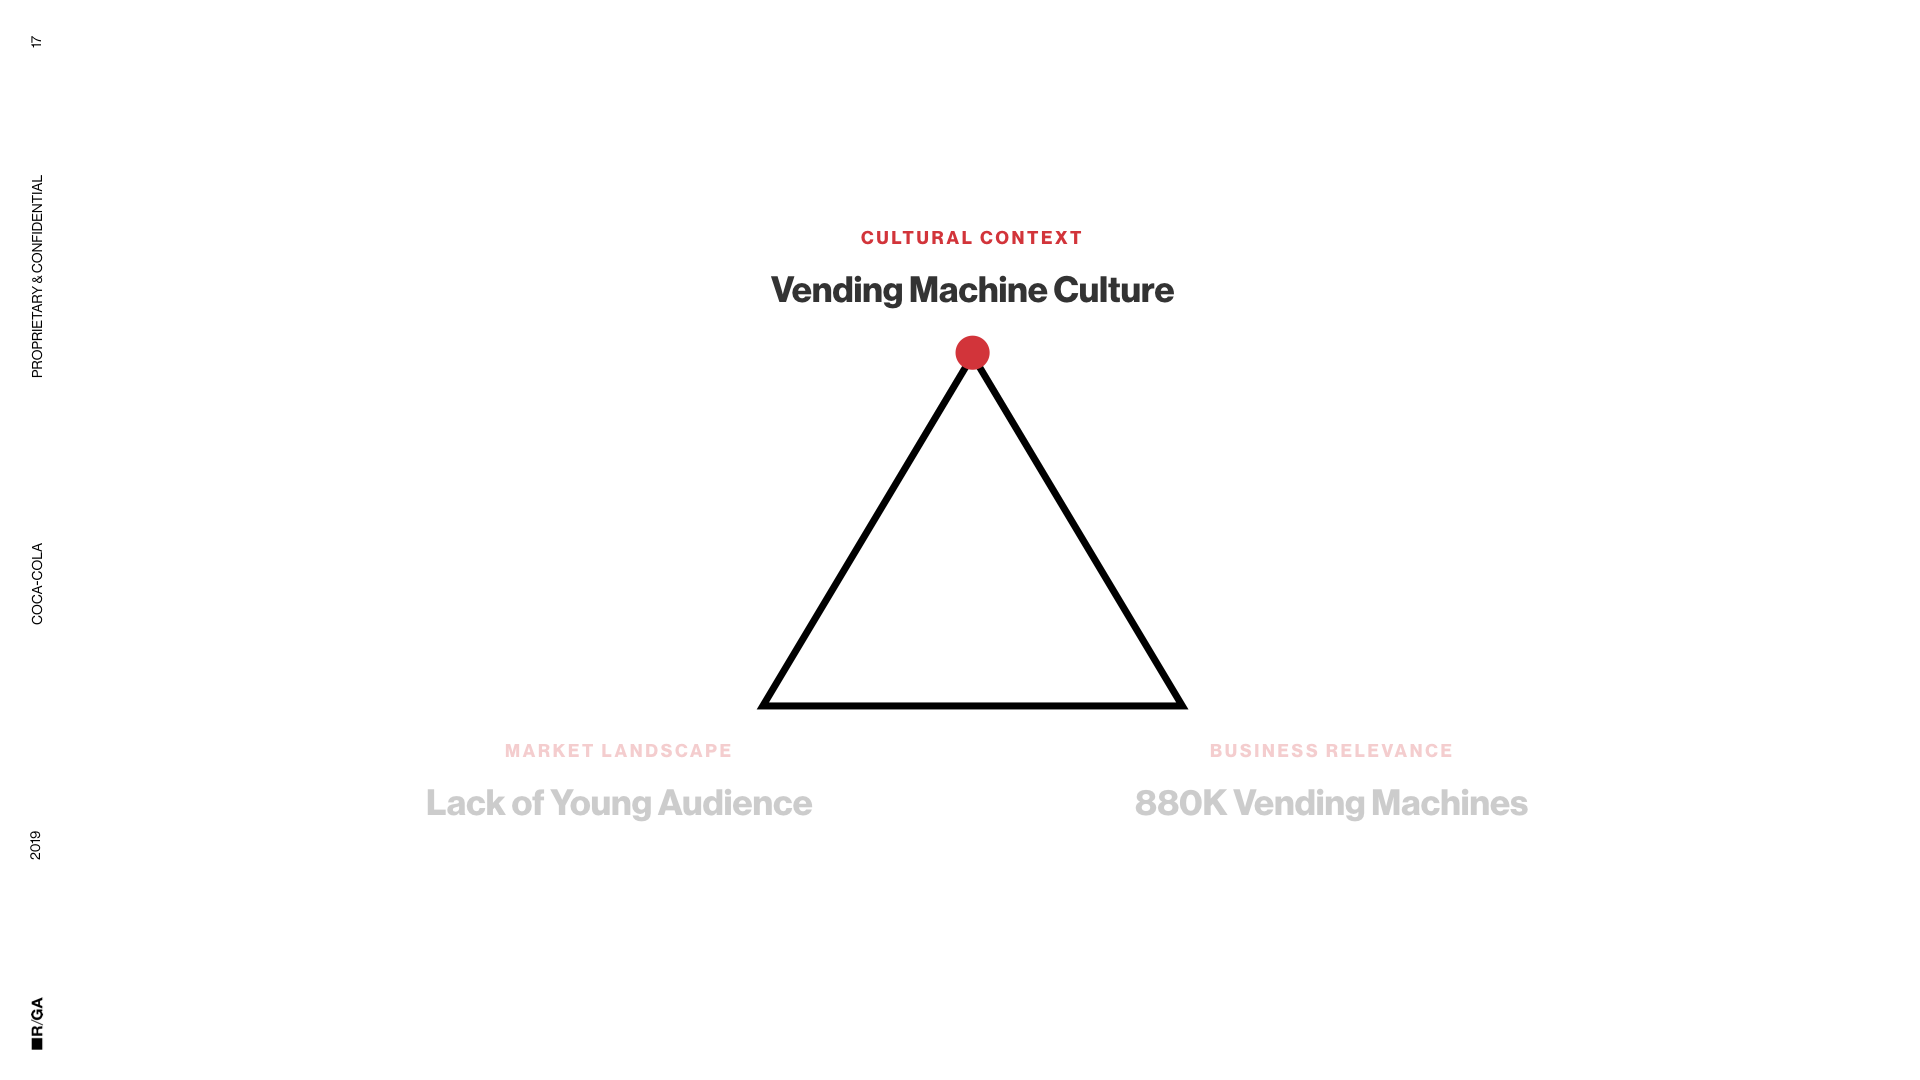 17
PROPRIETARY & CONFIDENTIAL
COCA-COLA
2019
R/GA
CULTURAL CONTEXT
Vending Machine Culture
MARKET LANDSCAPE
Lack of Young Audience
BUSINESS RELEVANCE
880K Vending Machines